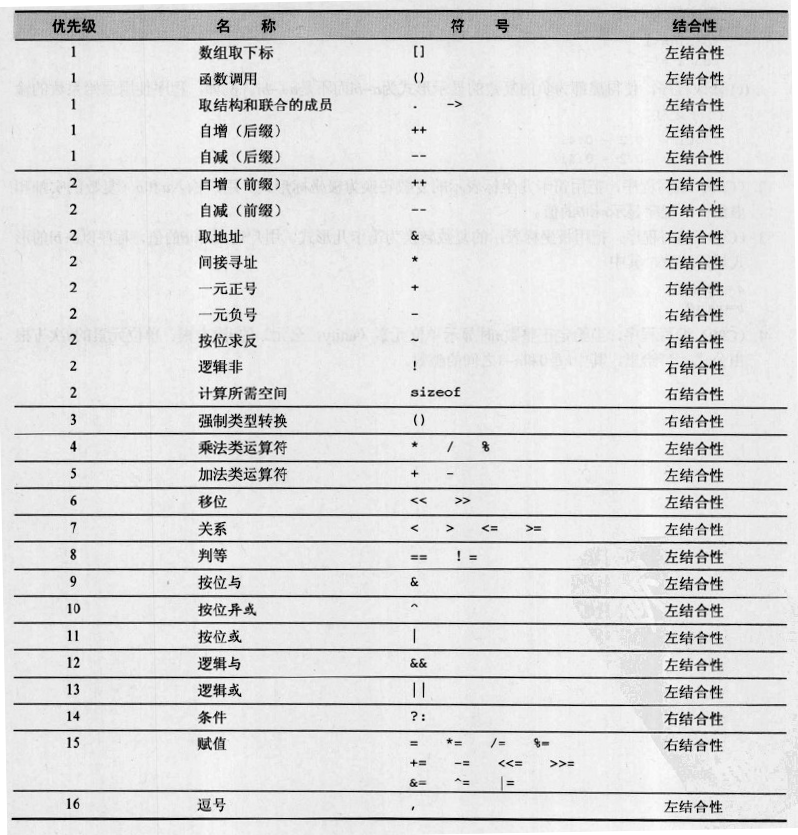 优先级 名 称 符 号 结合性
1 数组取下标 [] 左结合性
1 函数调用 () 左结合性
1 取结构和联合的成员 . -> 左结合性
1 自增（后缀） ++ 左结合性
1 自减（后缀） -- 左结合性
2 自增（前缀） ++ 右结合性
2 自减（前缀） -- 右结合性
2 取地址 & 右结合性
2 间接寻址 * 右结合性
2 一元正号 + 右结合性
2 一元负号 - 右结合性
2 按位求反 ~ 右结合性
2 逻辑非 ! 右结合性
2 计算所需空间 sizeof 右结合性
3 强制类型转换 () 右结合性
4 乘法类运算符 * / % 左结合性
5 加法类运算符 + - 左结合性
6 移位 << >> 左结合性
7 关系 < > <= >= 左结合性
8 判等 == != 左结合性
9 按位与 & 左结合性
10 按位异或 ^ 左结合性
11 按位或 | 左结合性
12 逻辑与 && 左结合性
13 逻辑或 || 左结合性
14 条件 ?: 右结合性
15 赋值 = *= /= %= 右结合性
+= -= <<= >>=
&= ^= |=
16 逗号 , 左结合性